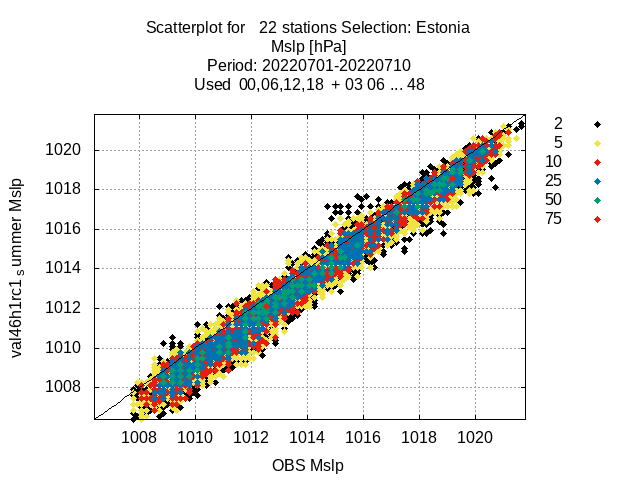 Scatterplot for 22 stations Selection: Estonia
Mslp [hPa]
Period: 20220701-20220710
Used 00,06,12,18 + 03 06 ... 48
2
5
10
25
50
75
1020
1018
1016
1014
1012
1010
1008
val46h1rc1 summer Mslp
1008 1010 1012 1014 1016 1018 1020
OBS Mslp